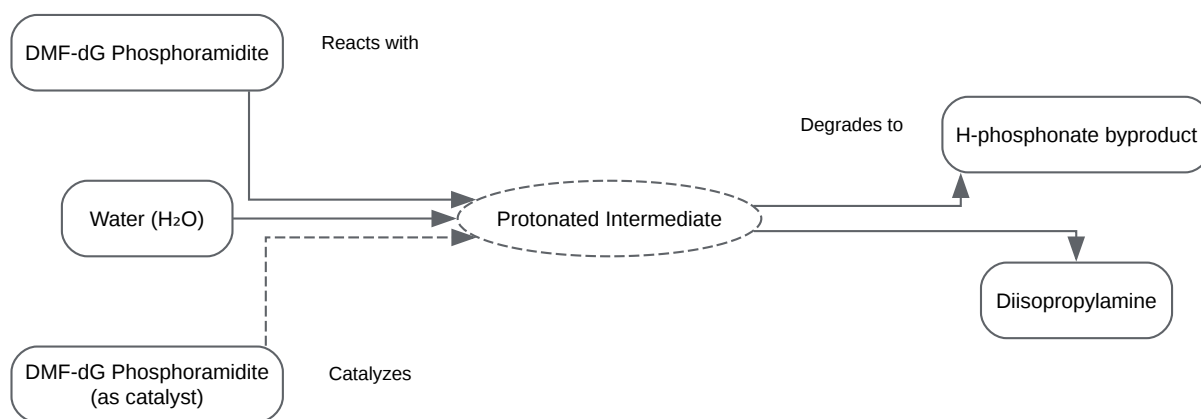 DMF-dG Phosphoramidite
Reacts with
Degrades to
H-phosphonate byproduct
Water (H₂O)
Protonated Intermediate
Diisopropylamine
DMF-dG Phosphoramidite
(as catalyst)
Catalyzes